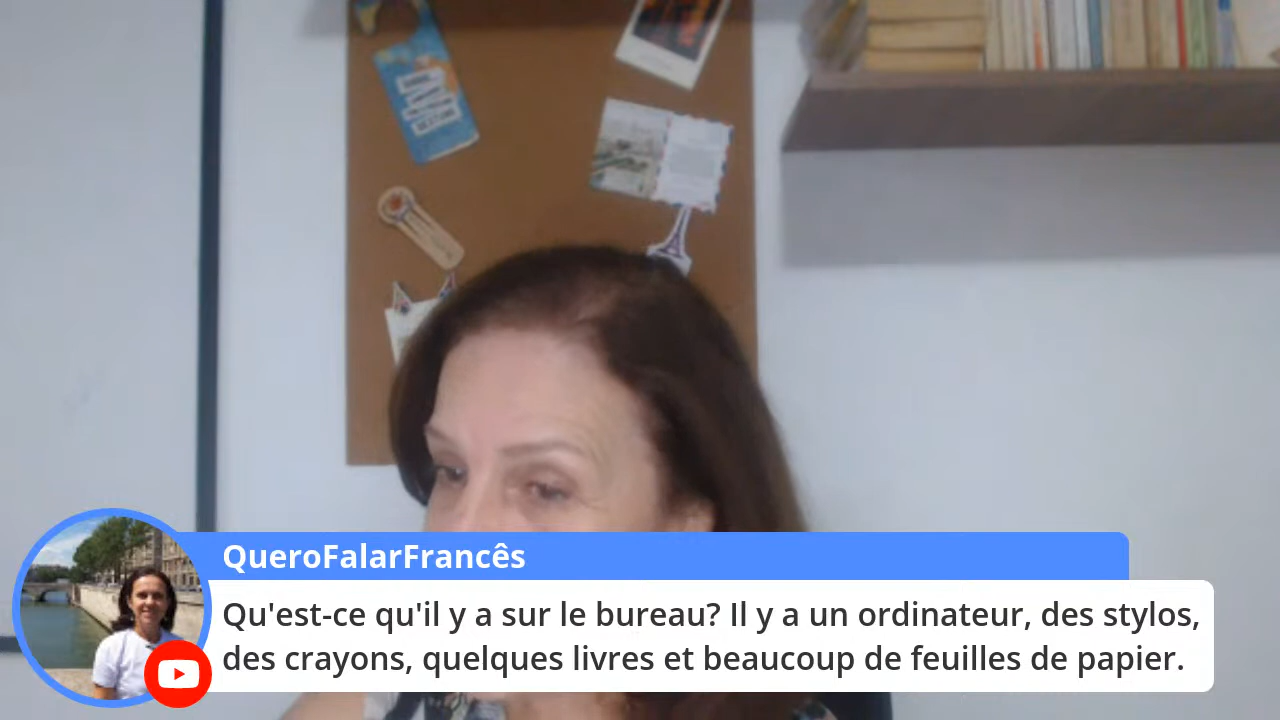 QueroFalarFrancês
Qu'est-ce qu'il y a sur le bureau? Il y a un ordinateur, des stylos,
des crayons, quelques livres et beaucoup de feuilles de papier.